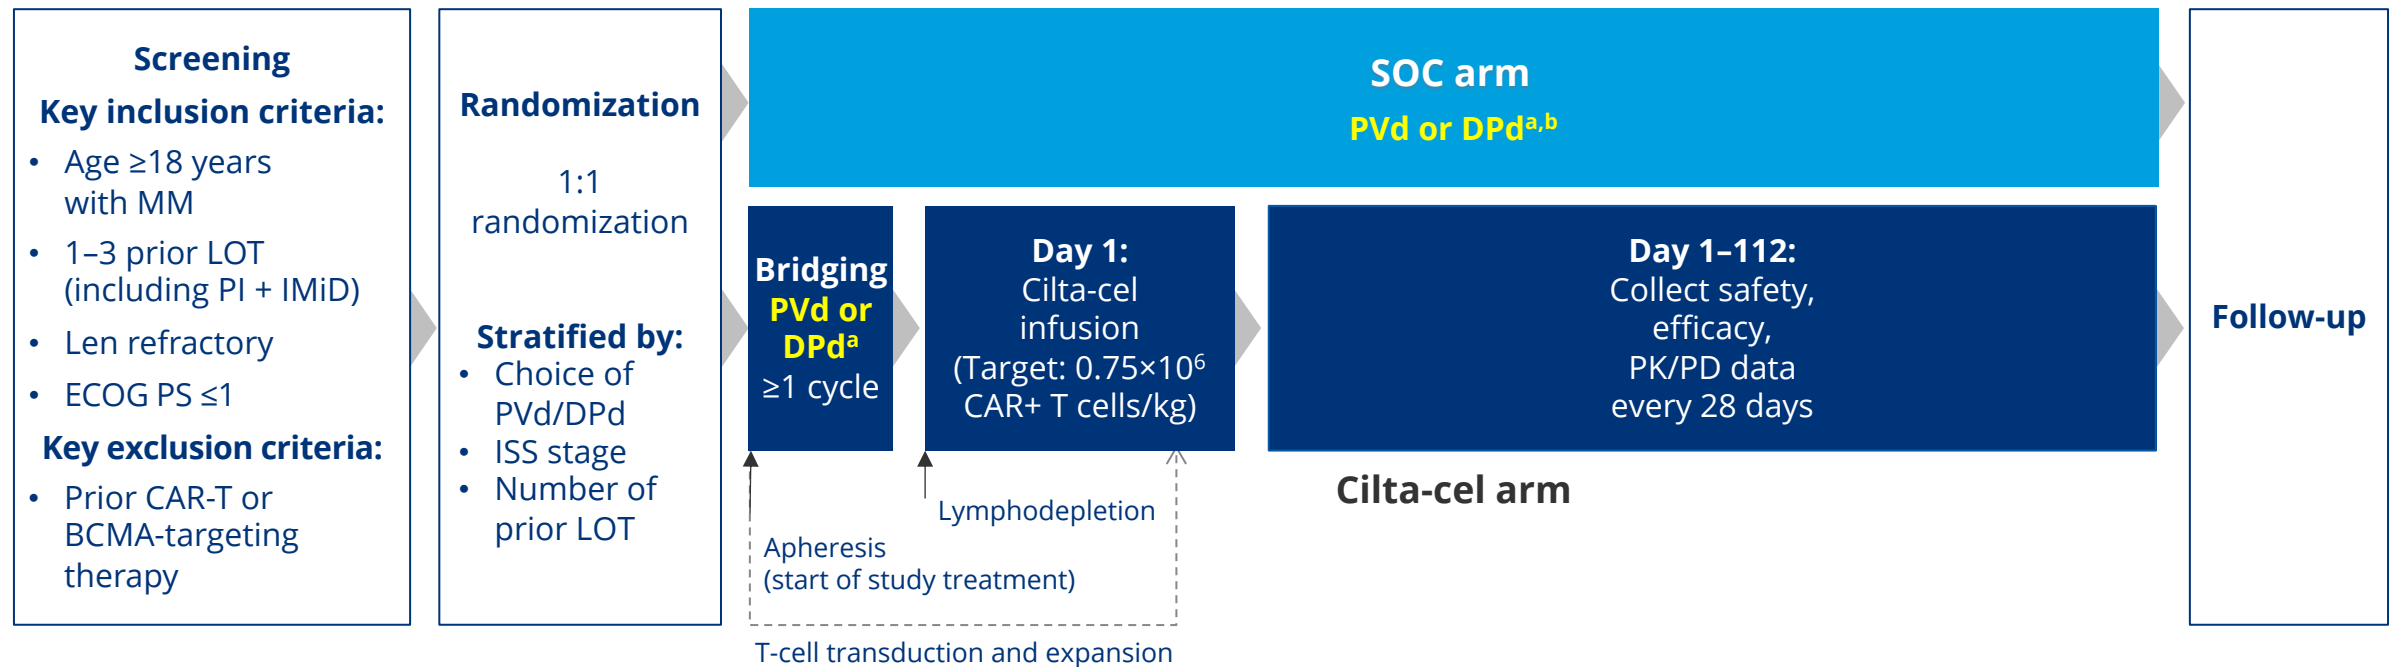 Screening
Key inclusion criteria:
• Age ≥18 years
with MM
• 1–3 prior LOT
(including PI + IMiD)
• Len refractory
• ECOG PS ≤1
Key exclusion criteria:
• Prior CAR-T or
BCMA-targeting
therapy
Randomization
1:1
randomization
Stratified by:
• Choice of
PVd/DPd
• ISS stage
• Number of
prior LOT
SOC arm
PVd or DPdᵃ,ᵇ
Bridging
PVd or
DPdᵃ
≥1 cycle
Day 1:
Cilta-cel
infusion
(Target: 0.75×10⁶
CAR+ T cells/kg)
Day 1–112:
Collect safety,
efficacy,
PK/PD data
every 28 days
Cilta-cel arm
Lymphodepletion
Apheresis
(start of study treatment)
T-cell transduction and expansion
Follow-up